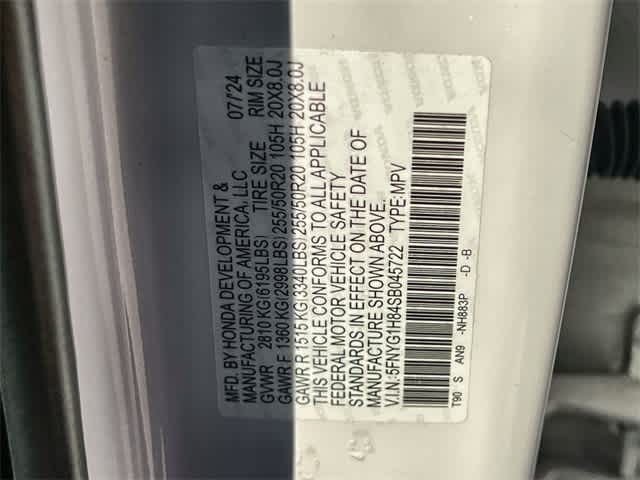 MFD. BY HONDA DEVELOPMENT & 07/'24
MANUFACTURING OF AMERICA, LLC
GVWR 2810 KG(6195LBS) TIRE SIZE RIM SIZE
GAWR F 1360 KG(2998LBS)255/50R20 105H 20X8.0J
GAWR R 1515 KG(3340LBS)255/50R20 105H 20X8.0J
THIS VEHICLE CONFORMS TO ALL APPLICABLE
FEDERAL MOTOR VEHICLE SAFETY
STANDARDS IN EFFECT ON THE DATE OF
MANUFACTURE SHOWN ABOVE.
V.I.N.:5FNYG1H84SB045722 TYPE:MPV
T90 S AN9 -NH883P -D -B